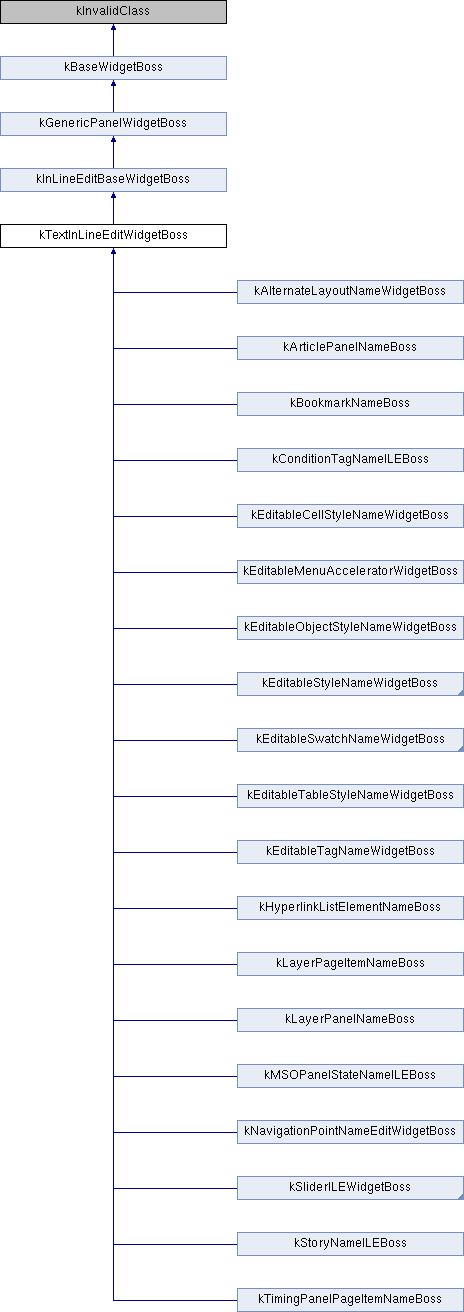 kInvalidClass
kBaseWidgetBoss
kGenericPanelWidgetBoss
kInLineEditBaseWidgetBoss
kTextInLineEditWidgetBoss
kAlternateLayoutNameWidgetBoss
kArticlePanelNameBoss
kBookmarkNameBoss
kConditionTagNameILEBoss
kEditableCellStyleNameWidgetBoss
kEditableMenuAcceleratorWidgetBoss
kEditableObjectStyleNameWidgetBoss
kEditableStyleNameWidgetBoss
kEditableSwatchNameWidgetBoss
kEditableTableStyleNameWidgetBoss
kEditableTagNameWidgetBoss
kHyperlinkListElementNameBoss
kLayerPageItemNameBoss
kLayerPanelNameBoss
kMSOPanelStateNameILEBoss
kNavigationPointNameEditWidgetBoss
kSliderILEWidgetBoss
kStoryNameILEBoss
kTimingPanelPageItemNameBoss